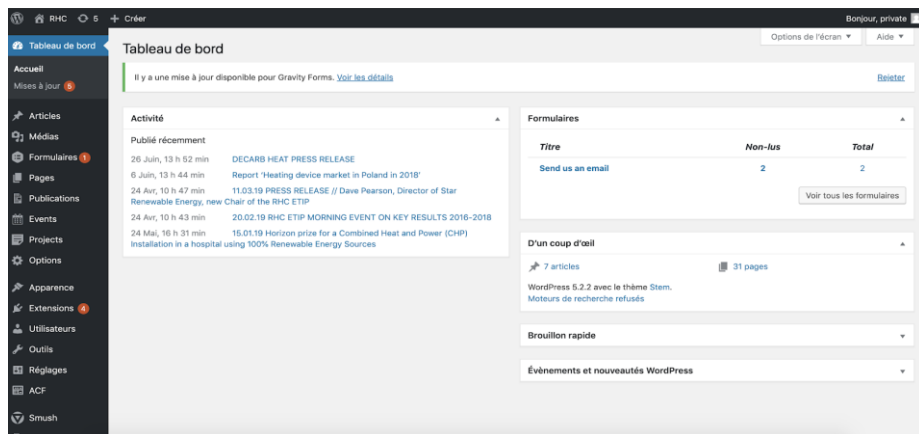 RHC 5 + Créer Bonjour, private
Tableau de bord
Accueil
Mises à jour 5
Articles
Médias
Formulaires 1
Pages
Publications
Events
Projects
Options
Apparence
Extensions 4
Utilisateurs
Outils
Réglages
ACF
Smush
Options de l'écran ▼ Aide ▼
Tableau de bord
Il y a une mise à jour disponible pour Gravity Forms. Voir les détails Rejeter
Activité
Publié récemment
26 Juin, 13 h 52 min DECARB HEAT PRESS RELEASE
6 Juin, 13 h 44 min Report 'Heating device market in Poland in 2018'
24 Avr, 10 h 47 min 11.03.19 PRESS RELEASE // Dave Pearson, Director of Star
Renewable Energy, new Chair of the RHC ETIP
24 Avr, 10 h 43 min 20.02.19 RHC ETIP MORNING EVENT ON KEY RESULTS 2016-2018
24 Mai, 16 h 31 min 15.01.19 Horizon prize for a Combined Heat and Power (CHP)
Installation in a hospital using 100% Renewable Energy Sources
Formulaires
Titre Non-lus Total
Send us an email 2 2
Voir tous les formulaires
D'un coup d'œil
7 articles 31 pages
WordPress 5.2.2 avec le thème Stem.
Moteurs de recherche refusés
Brouillon rapide
Évènements et nouveautés WordPress